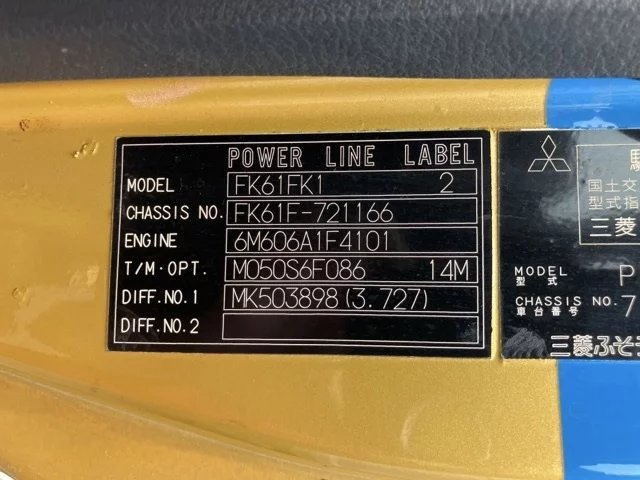 POWER LINE LABEL
MODEL FK61FK1 2
CHASSIS NO. FK61F-721166
ENGINE 6M606A1F4101
T/M·OPT. M050S6F086 14M
DIFF.NO.1 MK503898(3.727)
DIFF.NO.2
国土交
型式指
三菱
MODEL P
型式
CHASSIS NO. 7
車台番号
三菱ふそう